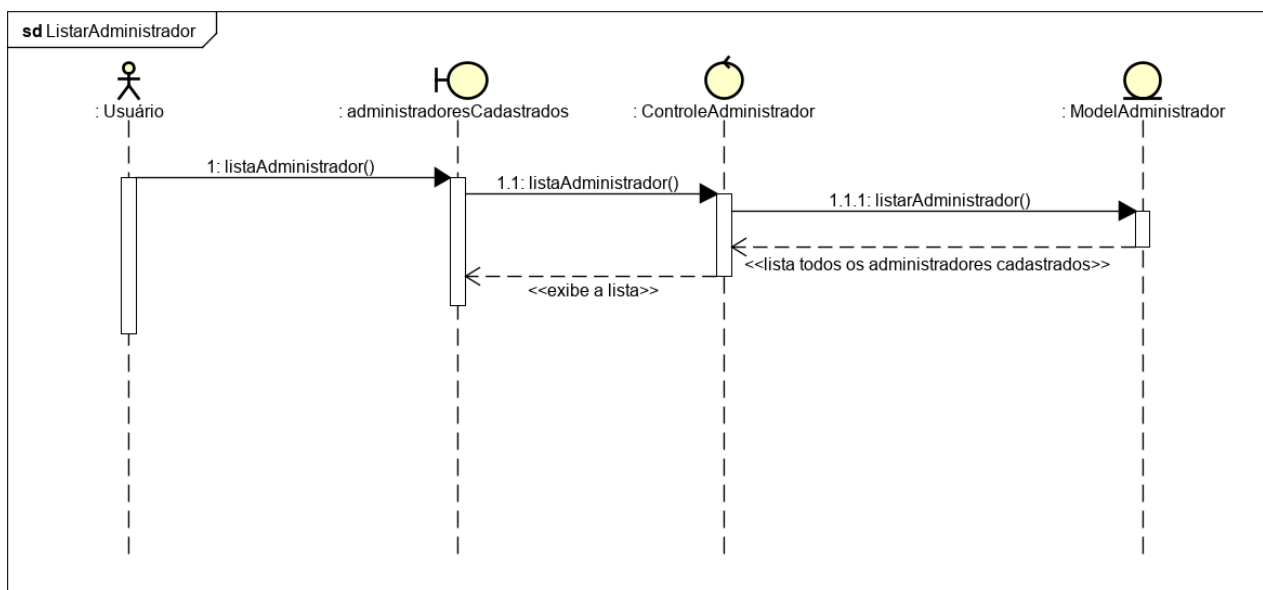 sd ListarAdministrador
: Usuário
: administradoresCadastrados
: ControleAdministrador
: ModelAdministrador
1: listaAdministrador()
1.1: listaAdministrador()
1.1.1: listarAdministrador()
<<lista todos os administradores cadastrados>>
<<exibe a lista>>